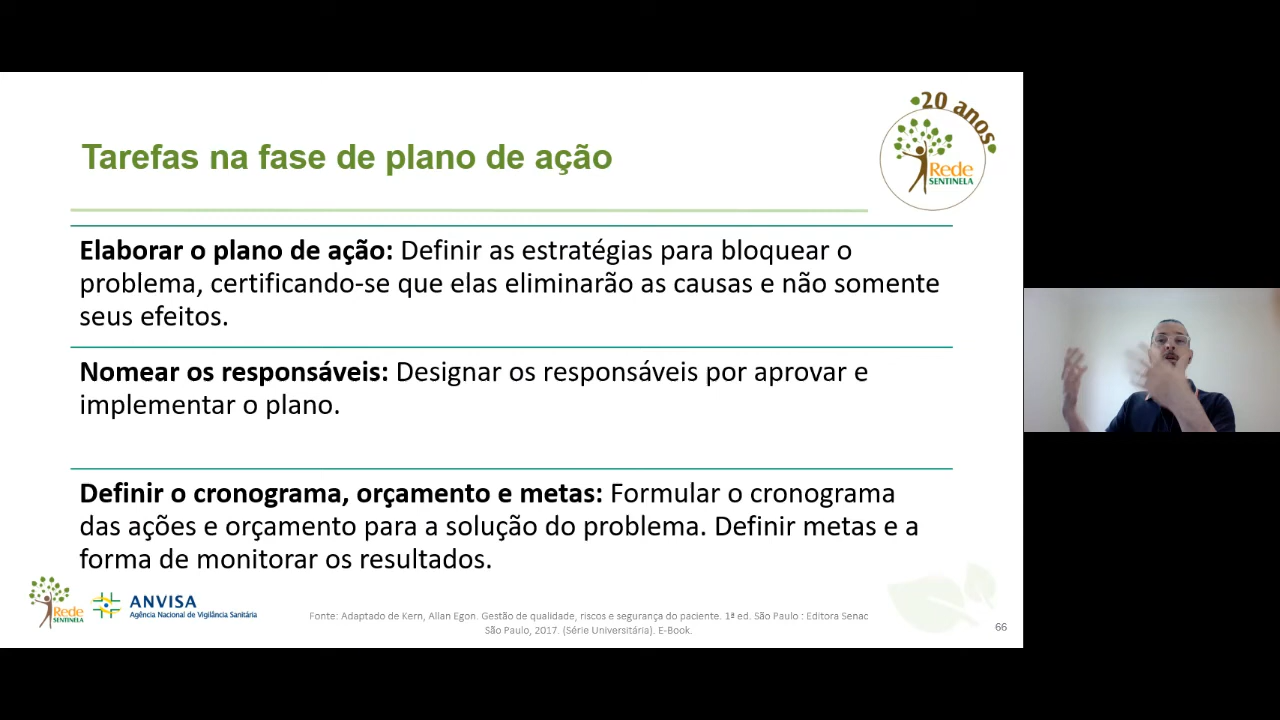 20 anos
Rede
SENTINELA
Tarefas na fase de plano de ação
Elaborar o plano de ação: Definir as estratégias para bloquear o
problema, certificando-se que elas eliminarão as causas e não somente
seus efeitos.
Nomear os responsáveis: Designar os responsáveis por aprovar e
implementar o plano.
Definir o cronograma, orçamento e metas: Formular o cronograma
das ações e orçamento para a solução do problema. Definir metas e a
forma de monitorar os resultados.
Rede
SENTINELA
ANVISA
Agência Nacional de Vigilância Sanitária
Fonte: Adaptado de Kern, Allan Egon. Gestão de qualidade, riscos e segurança do paciente. 1ª ed. São Paulo : Editora Senac
São Paulo, 2017. (Série Universitária). E-Book.
66